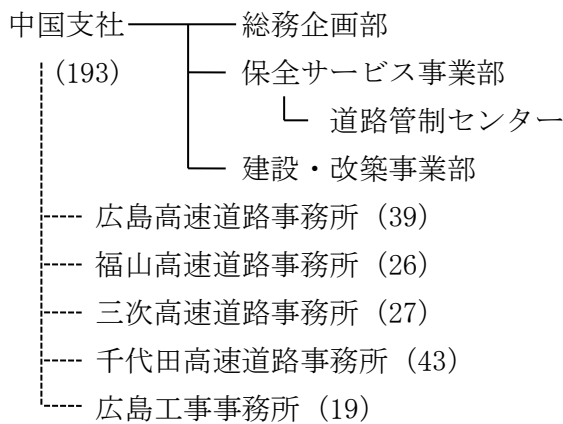 中国支社 総務企画部
(193) 保全サービス事業部
道路管制センター
建設・改築事業部
広島高速道路事務所 (39)
福山高速道路事務所 (26)
三次高速道路事務所 (27)
千代田高速道路事務所 (43)
広島工事事務所 (19)